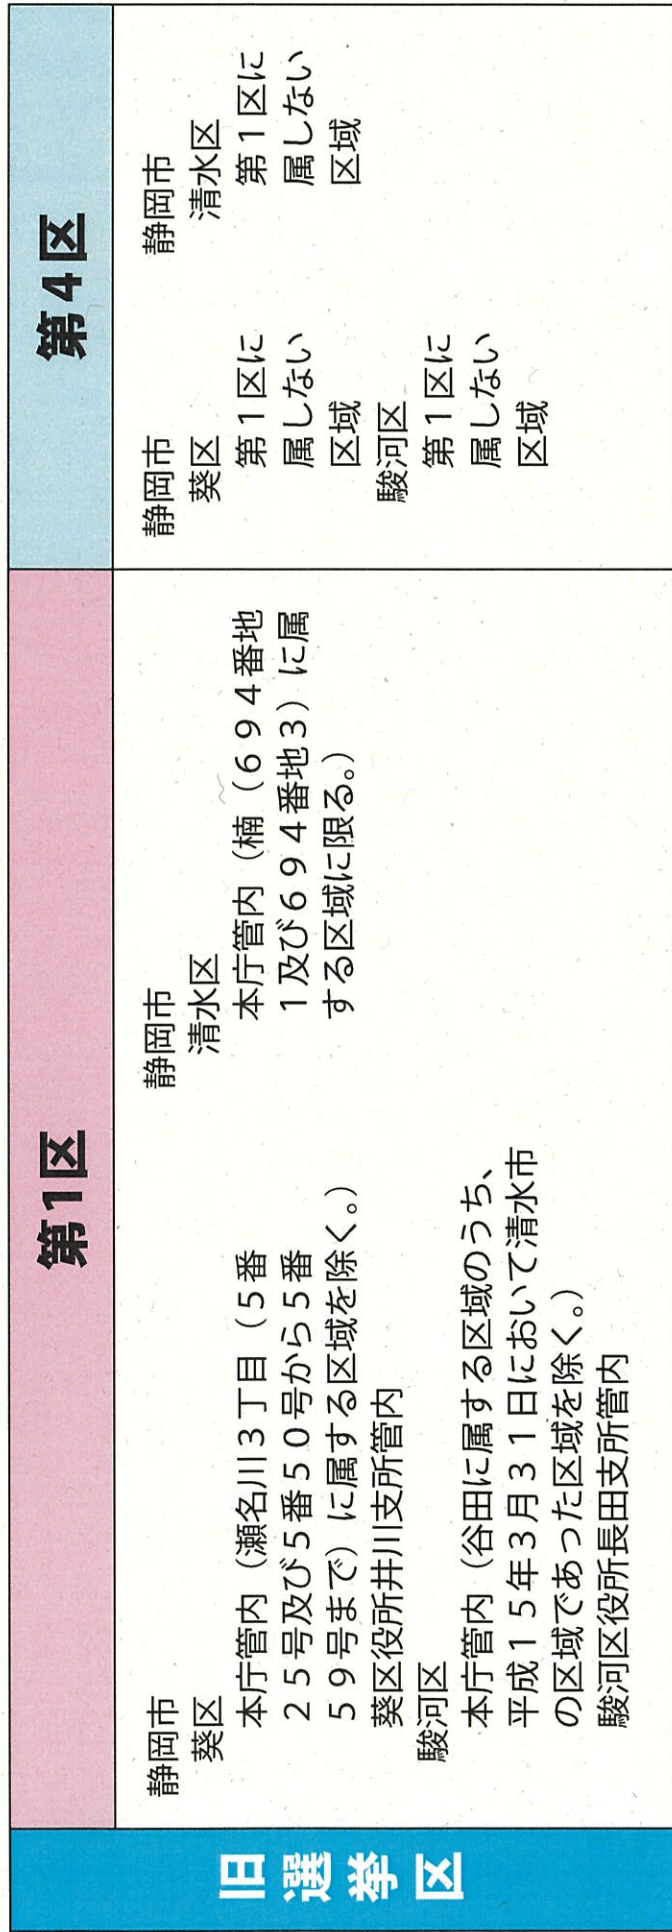 旧選挙区
第1区
静岡市
葵区
本庁管内（瀬名川３丁目（５番
２５号及び５番５０号から５番
５９号まで）に属する区域を除く。）
葵区役所井川支所管内
駿河区
本庁管内（谷田に属する区域のうち、
平成１５年３月３１日において清水市
の区域であった区域を除く。）
駿河区役所長田支所管内
静岡市
清水区
本庁管内（楠（６９４番地
１及び６９４番地３）に属
する区域に限る。）
第4区
静岡市
葵区
第１区に
属しない
区域
駿河区
第１区に
属しない
区域
静岡市
清水区
第１区に
属しない
区域